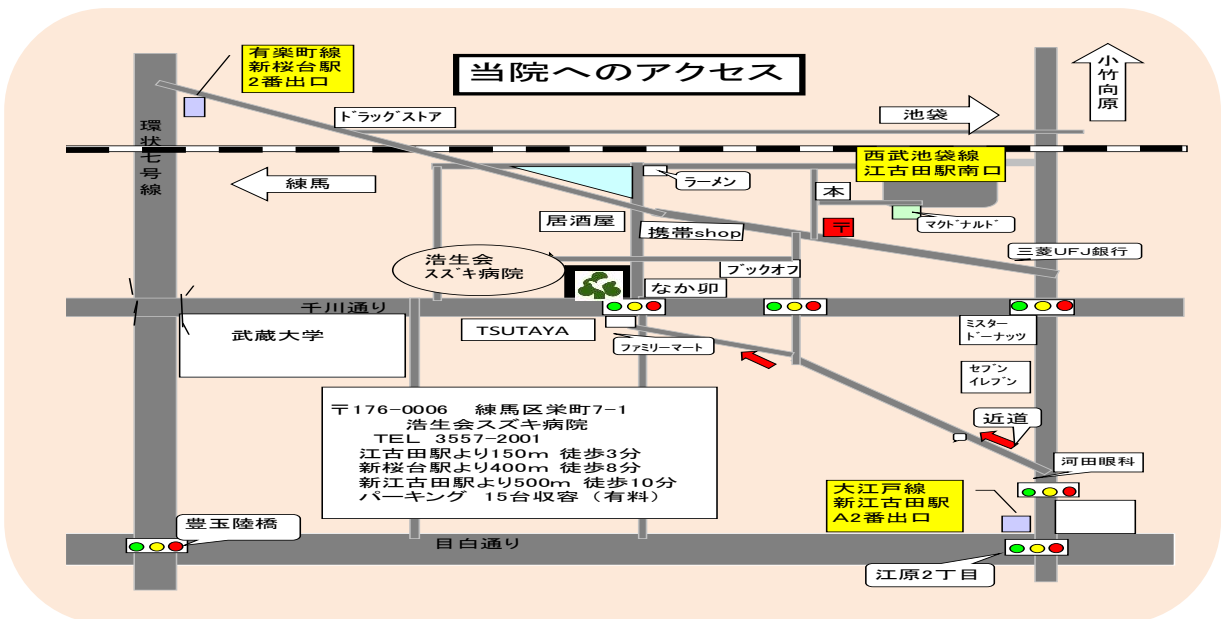 当院へのアクセス
有楽町線
新桜台駅
2番出口
小竹向原
ドラッグストア
池袋
環状七号線
西武池袋線
江古田駅南口
練馬
ラーメン
本
居酒屋
携帯shop
〒
マクドナルド
浩生会
スズキ病院
ブックオフ
三菱UFJ銀行
なか卯
千川通り
武蔵大学
TSUTAYA
ファミリーマート
ミスター
ドーナッツ
セブン
イレブン
〒176-0006 練馬区栄町7-1
浩生会スズキ病院
TEL 3557-2001
江古田駅より150m 徒歩3分
新桜台駅より400m 徒歩8分
新江古田駅より500m 徒歩10分
パーキング 15台収容（有料）
近道
河田眼科
大江戸線
新江古田駅
A2番出口
豊玉陸橋
目白通り
江原2丁目